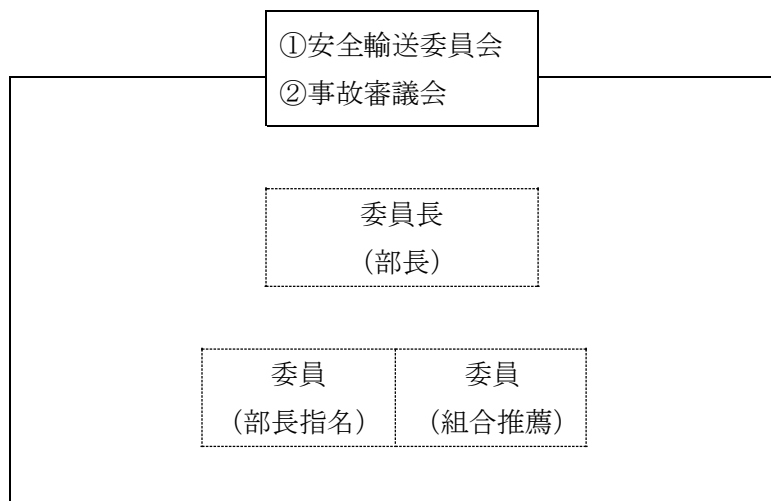 ①安全輸送委員会
②事故審議会
委員長
(部長)
委員
(部長指名)
委員
(組合推薦)